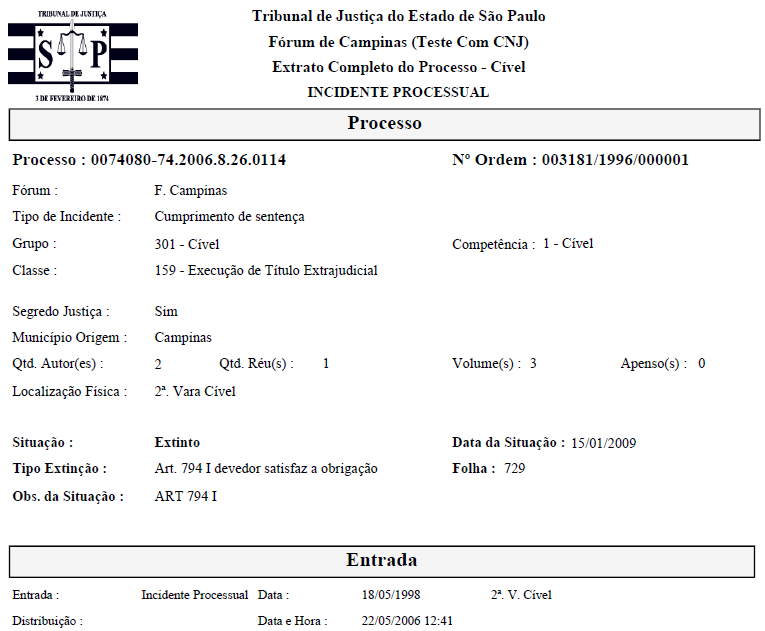 TRIBUNAL DE JUSTIÇA
S P
3 DE FEVEREIRO DE 1874
Tribunal de Justiça do Estado de São Paulo
Fórum de Campinas (Teste Com CNJ)
Extrato Completo do Processo - Cível
INCIDENTE PROCESSUAL
Processo
Processo : 0074080-74.2006.8.26.0114 Nº Ordem : 003181/1996/000001
Fórum : F. Campinas
Tipo de Incidente : Cumprimento de sentença
Grupo : 301 - Cível Competência : 1 - Cível
Classe : 159 - Execução de Título Extrajudicial
Segredo Justiça : Sim
Município Origem : Campinas
Qtd. Autor(es) : 2 Qtd. Réu(s) : 1 Volume(s) : 3 Apenso(s) : 0
Localização Física : 2ª. Vara Cível
Situação : Extinto Data da Situação : 15/01/2009
Tipo Extinção : Art. 794 I devedor satisfaz a obrigação Folha : 729
Obs. da Situação : ART 794 I
Entrada
Entrada : Incidente Processual Data : 18/05/1998 2ª. V. Cível
Distribuição : Data e Hora : 22/05/2006 12:41